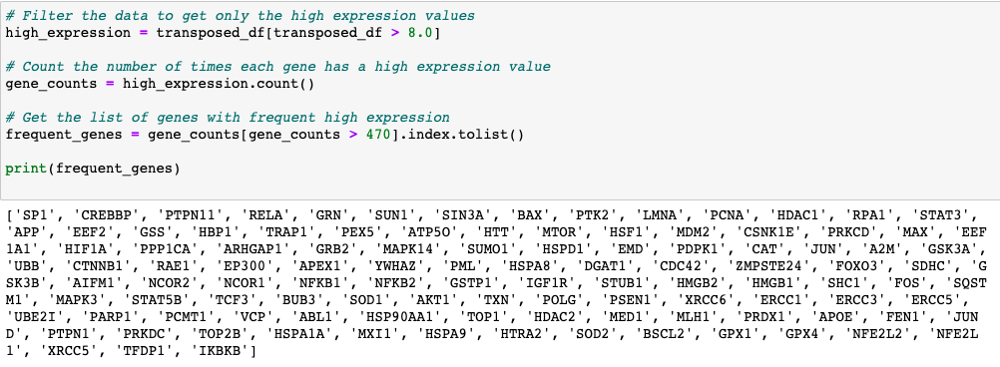 # Filter the data to get only the high expression values
high_expression = transposed_df[transposed_df > 8.0]
# Count the number of times each gene has a high expression value
gene_counts = high_expression.count()
# Get the list of genes with frequent high expression
frequent_genes = gene_counts[gene_counts > 470].index.tolist()
print(frequent_genes)
['SP1', 'CREBBP', 'PTPN11', 'RELA', 'GRN', 'SUN1', 'SIN3A', 'BAX', 'PTK2', 'LMNA', 'PCNA', 'HDAC1', 'RPA1', 'STAT3',
'APP', 'EEF2', 'GSS', 'HBP1', 'TRAP1', 'PEX5', 'ATP5O', 'HTT', 'MTOR', 'HSF1', 'MDM2', 'CSNK1E', 'PRKCD', 'MAX', 'EEF
1A1', 'HIF1A', 'PPP1CA', 'ARHGAP1', 'GRB2', 'MAPK14', 'SUMO1', 'HSPD1', 'EMD', 'PDPK1', 'CAT', 'JUN', 'A2M', 'GSK3A',
'UBB', 'CTNNB1', 'RAE1', 'EP300', 'APEX1', 'YWHAZ', 'PML', 'HSPA8', 'DGAT1', 'CDC42', 'ZMPSTE24', 'FOXO3', 'SDHC', 'G
SK3B', 'AIFM1', 'NCOR2', 'NCOR1', 'NFKB1', 'NFKB2', 'GSTP1', 'IGF1R', 'STUB1', 'HMGB2', 'HMGB1', 'SHC1', 'FOS', 'SQST
M1', 'MAPK3', 'STAT5B', 'TCF3', 'BUB3', 'SOD1', 'AKT1', 'TXN', 'POLG', 'PSEN1', 'XRCC6', 'ERCC1', 'ERCC3', 'ERCC5',
'UBE2I', 'PARP1', 'PCMT1', 'VCP', 'ABL1', 'HSP90AA1', 'TOP1', 'HDAC2', 'MED1', 'MLH1', 'PRDX1', 'APOE', 'FEN1', 'JUN
D', 'PTPN1', 'PRKDC', 'TOP2B', 'HSPA1A', 'MXI1', 'HSPA9', 'HTRA2', 'SOD2', 'BSCL2', 'GPX1', 'GPX4', 'NFE2L2', 'NFE2L
1', 'XRCC5', 'TFDP1', 'IKBKB']